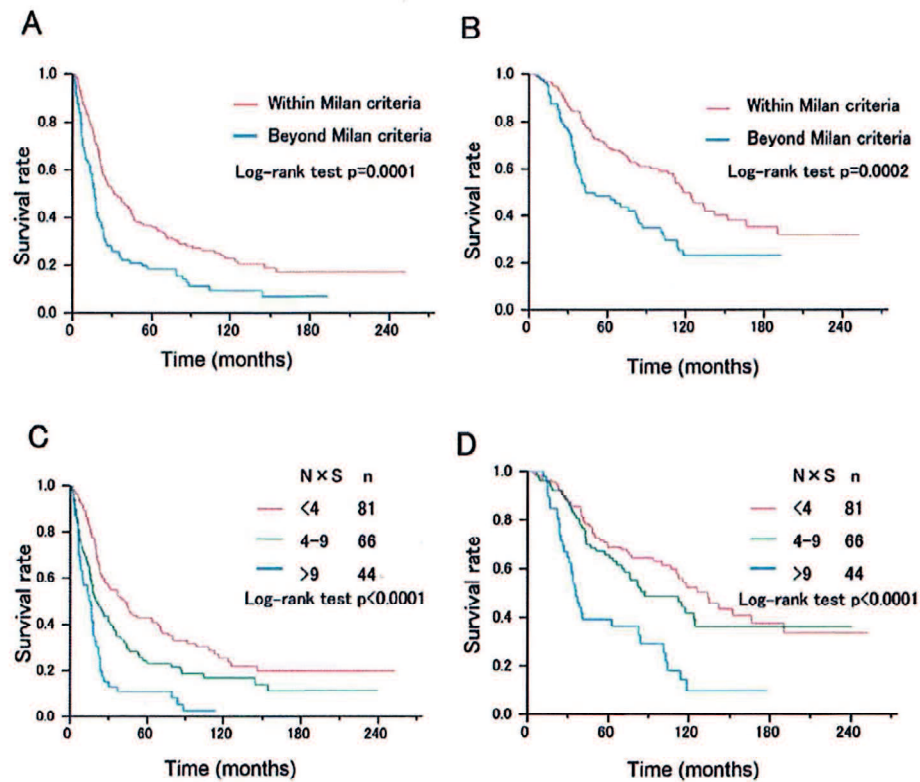 A
Survival rate
1.0
0.8
0.6
0.4
0.2
0.0
Within Milan criteria
Beyond Milan criteria
Log-rank test p=0.0001
0 60 120 180 240
Time (months)
B
Survival rate
1.0
0.8
0.6
0.4
0.2
0.0
Within Milan criteria
Beyond Milan criteria
Log-rank test p=0.0002
0 60 120 180 240
Time (months)
C
Survival rate
1.0
0.8
0.6
0.4
0.2
0.0
N×S n
<4 81
4-9 66
>9 44
Log-rank test p<0.0001
0 60 120 180 240
Time (months)
D
Survival rate
1.0
0.8
0.6
0.4
0.2
0.0
N×S n
<4 81
4-9 66
>9 44
Log-rank test p<0.0001
0 60 120 180 240
Time (months)